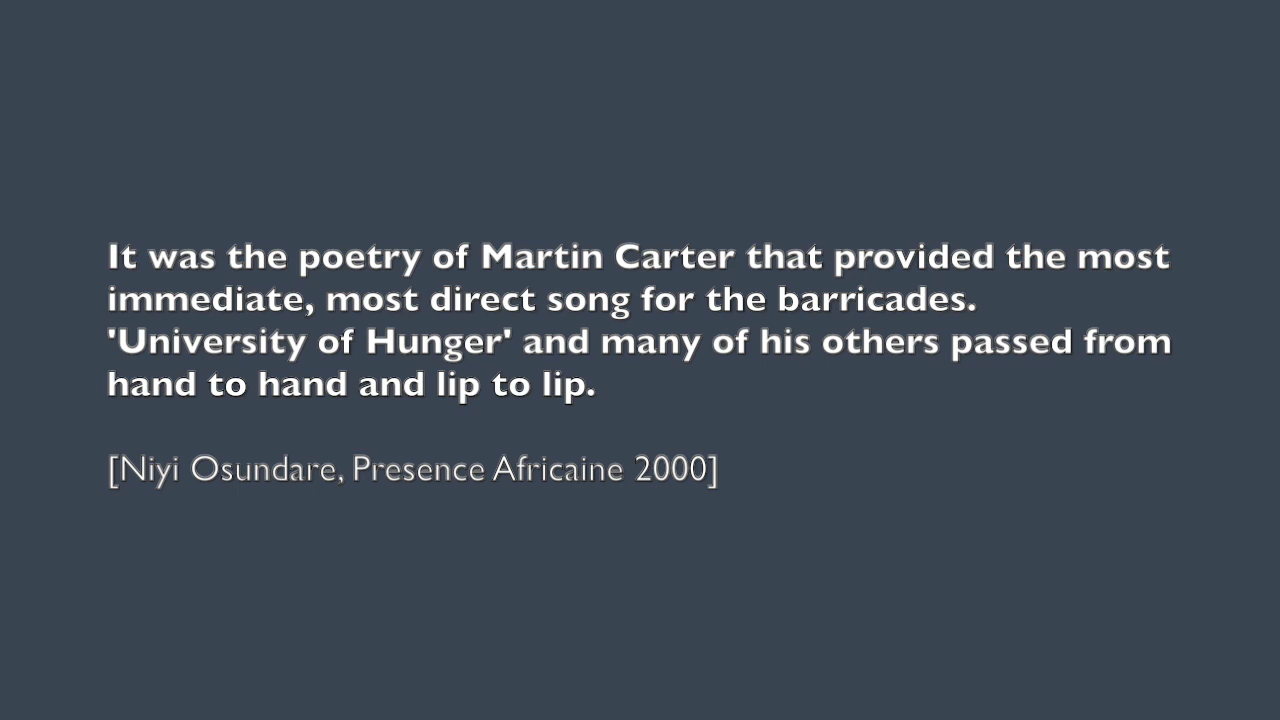 It was the poetry of Martin Carter that provided the most
immediate, most direct song for the barricades.
'University of Hunger' and many of his others passed from
hand to hand and lip to lip.
[Niyi Osundare, Presence Africaine 2000]